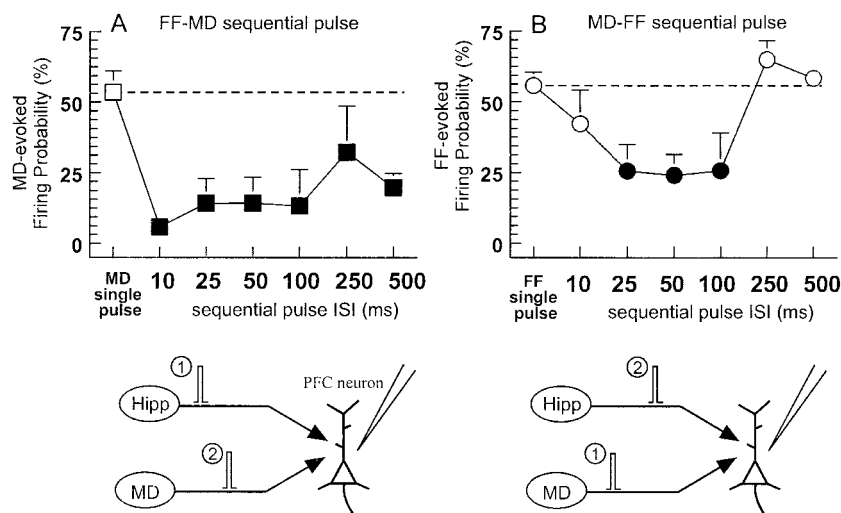 A
FF-MD sequential pulse
75
50
25
0
MD-evoked
Firing Probability (%)
MD
single
pulse
10 25 50 100 250 500
sequential pulse ISI (ms)
B
MD-FF sequential pulse
75
50
25
0
FF-evoked
Firing Probability (%)
FF
single
pulse
10 25 50 100 250 500
sequential pulse ISI (ms)
1
Hipp
PFC neuron
2
MD
2
Hipp
1
MD